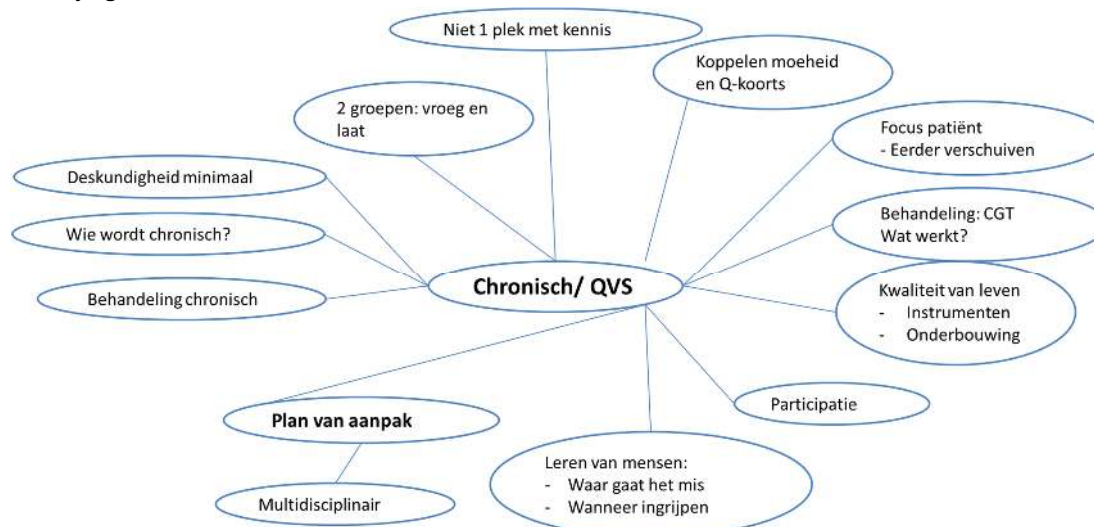 Niet 1 plek met kennis
Koppelen moeheid
en Q-koorts
2 groepen: vroeg en
laat
Focus patiënt
- Eerder verschuiven
Deskundigheid minimaal
Wie wordt chronisch?
Behandeling: CGT
Wat werkt?
Behandeling chronisch
Chronisch/ QVS
Kwaliteit van leven
- Instrumenten
- Onderbouwing
Plan van aanpak
Participatie
Leren van mensen:
- Waar gaat het mis
- Wanneer ingrijpen
Multidisciplinair